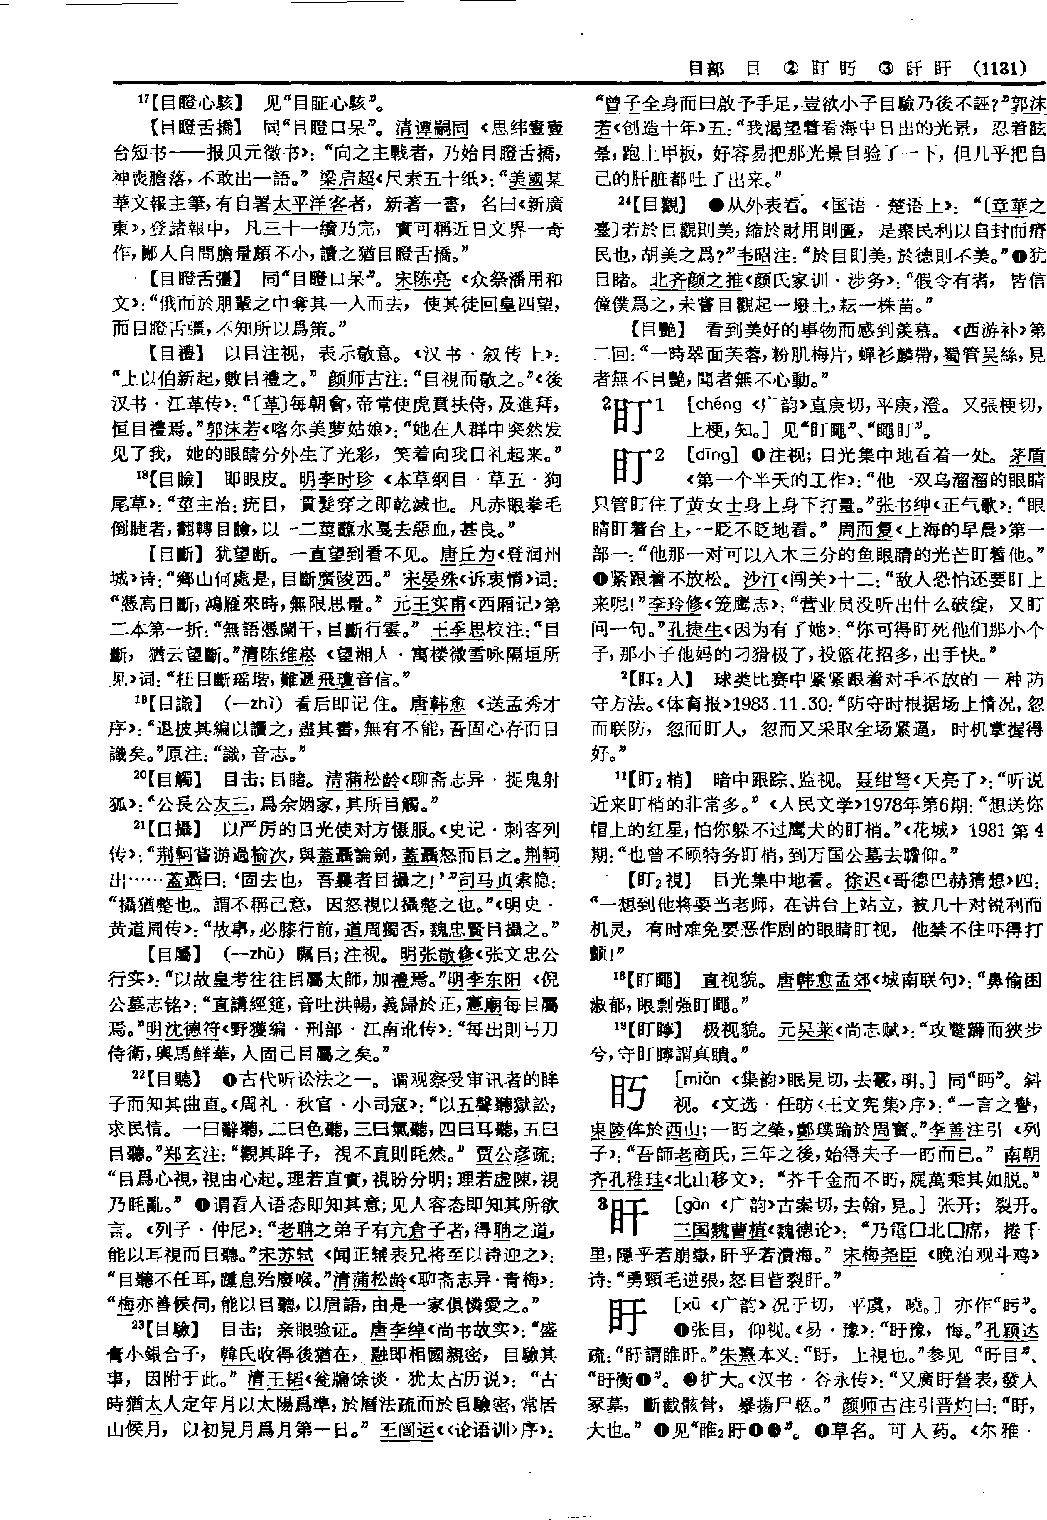 目部 目 ②盯 眄 ③ 旰 盱 (1131)
17【目瞪心駭】 见“目眐心駭”。
【目瞪舌撟】 同“目瞪口呆”。清谭嗣同《思纬壹壹
台短书——报贝元徵书》：“向之主戰者，乃始目瞪舌撟，
神喪膽落，不敢出一語。” 梁启超《尺素五十纸》：“美國某
華文報主筆，有自署太平洋客者，新著一書，名曰《新廣
東》，登諸報中，凡三十一續乃完，實可稱近日文界一奇
作，鄙人自問膽量頗不小，讀之猶目瞪舌撟。”
【目瞪舌彊】 同“目瞪口呆”。宋陈亮《众祭潘用和
文》：“俄而於朋輩之中奪其一人而去，使其徒回皇四望，
而目瞪舌彊，不知所以爲策。”
【目禮】 以目注视，表示敬意。《汉书·叙传上》：
“上以伯新起，數目禮之。” 颜师古注：“目視而敬之。”《後
汉书·江革传》：“〔革〕每朝會，帝常使虎賁扶侍，及進拜，
恒目禮焉。”郭沫若《喀尔美萝姑娘》：“她在人群中突然发
见了我，她的眼睛分外生了光彩，笑着向我目礼起来。”
18【目瞼】 即眼皮。明李时珍《本草纲目·草五·狗
尾草》：“莖主治：疣目，貫髮穿之即乾滅也。凡赤眼拳毛
倒睫者，翻轉目瞼，以一二莖蘸水戛去惡血，甚良。”
【目斷】 犹望断。一直望到看不见。唐丘为《登润州
城》诗：“鄉山何處是，目斷廣陵西。” 宋晏殊《诉衷情》词：
“憑高目斷，鴻雁來時，無限思量。” 元王实甫《西厢记》第
二本第一折：“無語憑闌干，目斷行雲。” 王季思校注：“目
斷，猶云望斷。”清陈维崧《望湘人·寓楼微雪咏隔垣所
见》词：“枉目斷瑶堦，難遞飛瓊音信。”
19【目識】 （—zhì）看后即记住。唐韩愈《送孟秀才
序》：“退披其編以讀之，盡其書，無有不能，吾固心存而目
識矣。”原注：“識，音志。”
20【目觸】 目击；目睹。清蒲松龄《聊斋志异·捉鬼射
狐》：“公長公友三，爲余姻家，其所目觸。”
21【目攝】 以严厉的目光使对方慑服。《史记·刺客列
传》：“荆軻嘗游過榆次，與蓋聶論劍，蓋聶怒而目之。荆軻
出……蓋聶曰：‘固去也，吾曩者目攝之！’”司马贞索隐：
“攝猶整也。謂不稱己意，因怒視以攝整之也。”《明史·
黄道周传》：“故事，必膝行前，道周獨否，魏忠賢目攝之。”
【目屬】 （—zhǔ）瞩目；注视。明张敬修《张文忠公
行实》：“以故皇考往往目屬太師，加禮焉。”明李东阳《倪
公墓志铭》：“直講經筵，音吐洪暢，義歸於正，憲廟每目屬
焉。”明沈德符《野獲编·刑部·江南讹传》：“每出則弓刀
侍衛，輿馬鮮華，人固已目屬之矣。”
22【目聽】 ❶古代听讼法之一。谓观察受审讯者的眸
子而知其曲直。《周礼·秋官·小司寇》：“以五聲聽獄訟，
求民情。一曰辭聽，二曰色聽，三曰氣聽，四曰耳聽，五曰
目聽。”郑玄注：“觀其眸子，視不直則眊然。” 贾公彦疏：
“目爲心視，視由心起。理若直實，視盼分明；理若虚陳，視
乃眊亂。” ❷谓看人语态即知其意；见人容态即知其所欲
言。《列子·仲尼》：“老聃之弟子有亢倉子者，得聃之道，
能以耳視而目聽。”宋苏轼《闻正辅表兄将至以诗迎之》：
“目聽不任耳，踵息殆廢喉。”清蒲松龄《聊斋志异·青梅》：
“梅亦善候伺，能以目聽，以眉語，由是一家俱憐愛之。”
23【目驗】 目击；亲眼验证。唐李绰《尚书故实》：“盛
膏小銀合子，韓氏收得後猶在，融即相國親密，目驗其
事，因附于此。” 清王韬《瓮牖馀谈·犹太古历说》：“古
時猶太人定年月以太陽爲準，於曆法疏而於目驗密，常居
山候月，以初見月爲月第一日。” 王闿运《〈论语训〉序》：
“曾子全身而曰啟予手足，豈欲小子目驗乃後不誣？”郭沫
若《创造十年》五：“我渴望着看海中日出的光景，忍着眩
晕，跑上甲板，好容易把那光景目验了一下，但几乎把自
己的肝脏都吐了出来。”
24【目觀】 ❶从外表看。《国语·楚语上》：“〔章華之
臺〕若於目觀則美，縮於財用則匱，是聚民利以自封而瘠
民也，胡美之爲？”韦昭注：“於目則美，於德則不美。”❷犹
目睹。北齐颜之推《颜氏家训·涉务》：“假令有者，皆信
僮僕爲之，未嘗目觀起一墢土，耘一株苗。”
【目艷】 看到美好的事物而感到羡慕。《西游补》第
二回：“一時翠面芙蓉，粉肌梅片，蟬衫麟帶，蜀管吴絲，見
者無不目艷，聞者無不心動。”
2盯1 ［chéng《广韵》直庚切，平庚，澄。又張梗切，
上梗，知。］见“盯𥉸”、“𥉸盯”。
盯2 ［dīng］❶注视；目光集中地看着一处。茅盾
《第一个半天的工作》：“他一双乌溜溜的眼睛
只管盯住了黄女士身上身下打量。”张书绅《正气歌》：“眼
睛盯着台上，一眨不眨地看。” 周而复《上海的早晨》第一
部一：“他那一对可以入木三分的鱼眼睛的光芒盯着他。”
❷紧跟着不放松。沙汀《闯关》十二：“敌人恐怕还要盯上
来呢！”李玲修《笼鹰志》：“营业员没听出什么破绽，又盯
问一句。”孔捷生《因为有了她》：“你可得盯死他们那小个
子，那小子他妈的刁猾极了，投篮花招多，出手快。”
2【盯2人】 球类比赛中紧紧跟着对手不放的一种防
守方法。《体育报》1983.11.30：“防守时根据场上情况，忽
而联防，忽而盯人，忽而又采取全场紧逼，时机掌握得
好。”
11【盯2梢】 暗中跟踪、监视。聂绀弩《天亮了》：“听说
近来盯梢的非常多。”《人民文学》1978年第6期：“想送你
帽上的红星，怕你躲不过鹰犬的盯梢。”《花城》1981第4
期：“也曾不顾特务盯梢，到万国公墓去瞻仰。”
【盯2視】 目光集中地看。徐迟《哥德巴赫猜想》四：
“一想到他将要当老师，在讲台上站立，被几十对锐利而
机灵，有时难免要恶作剧的眼睛盯视，他禁不住吓得打
颤！”
18【盯𥉸】 直视貌。唐韩愈孟郊《城南联句》：“鼻偷困
淑郁，眼剽強盯𥉸。”
极视貌。元吴莱《尚志赋》：“攻蹩躠而狹步
眄 ［miǎn《集韵》眠見切，去霰，明。］同“眄”。斜
视。《文选·任昉〈王文宪集〉序》：“一言之譽，
東陵侔於西山；一眄之榮，鄭璞踰於周寶。”李善注引《列
子》：“吾師老商氏，三年之後，始得夫子一眄而已。” 南朝
齐孔稚珪《北山移文》：“芥千金而不眄，屣萬乘其如脱。”
3旰 ［gàn《广韵》古案切，去翰，見。］张开；裂开。
三国魏曹植《魏德论》：“乃電□北□席，捲千
里，隱乎若崩嶽，旰乎若潰海。” 宋梅尧臣《晚泊观斗鸡》
诗：“勇頸毛逆張，怒目眥裂旰。”
盱 ［xū《广韵》况于切，平虞，曉。］亦作“𥄎”。
❶张目，仰视。《易·豫》：“盱豫，悔。”孔颖达
疏：“盱謂睢盱。”朱熹本义：“盱，上視也。”参见“盱目”、
“盱衡❶”。❷扩大。《汉书·谷永传》：“又廣盱營表，發人
冢墓，斷截骸骨，暴揚尸柩。” 颜师古注引晋灼曰：“盱，
大也。” ❸见“睢2盱❶❷”。❹草名。可入药。《尔雅·